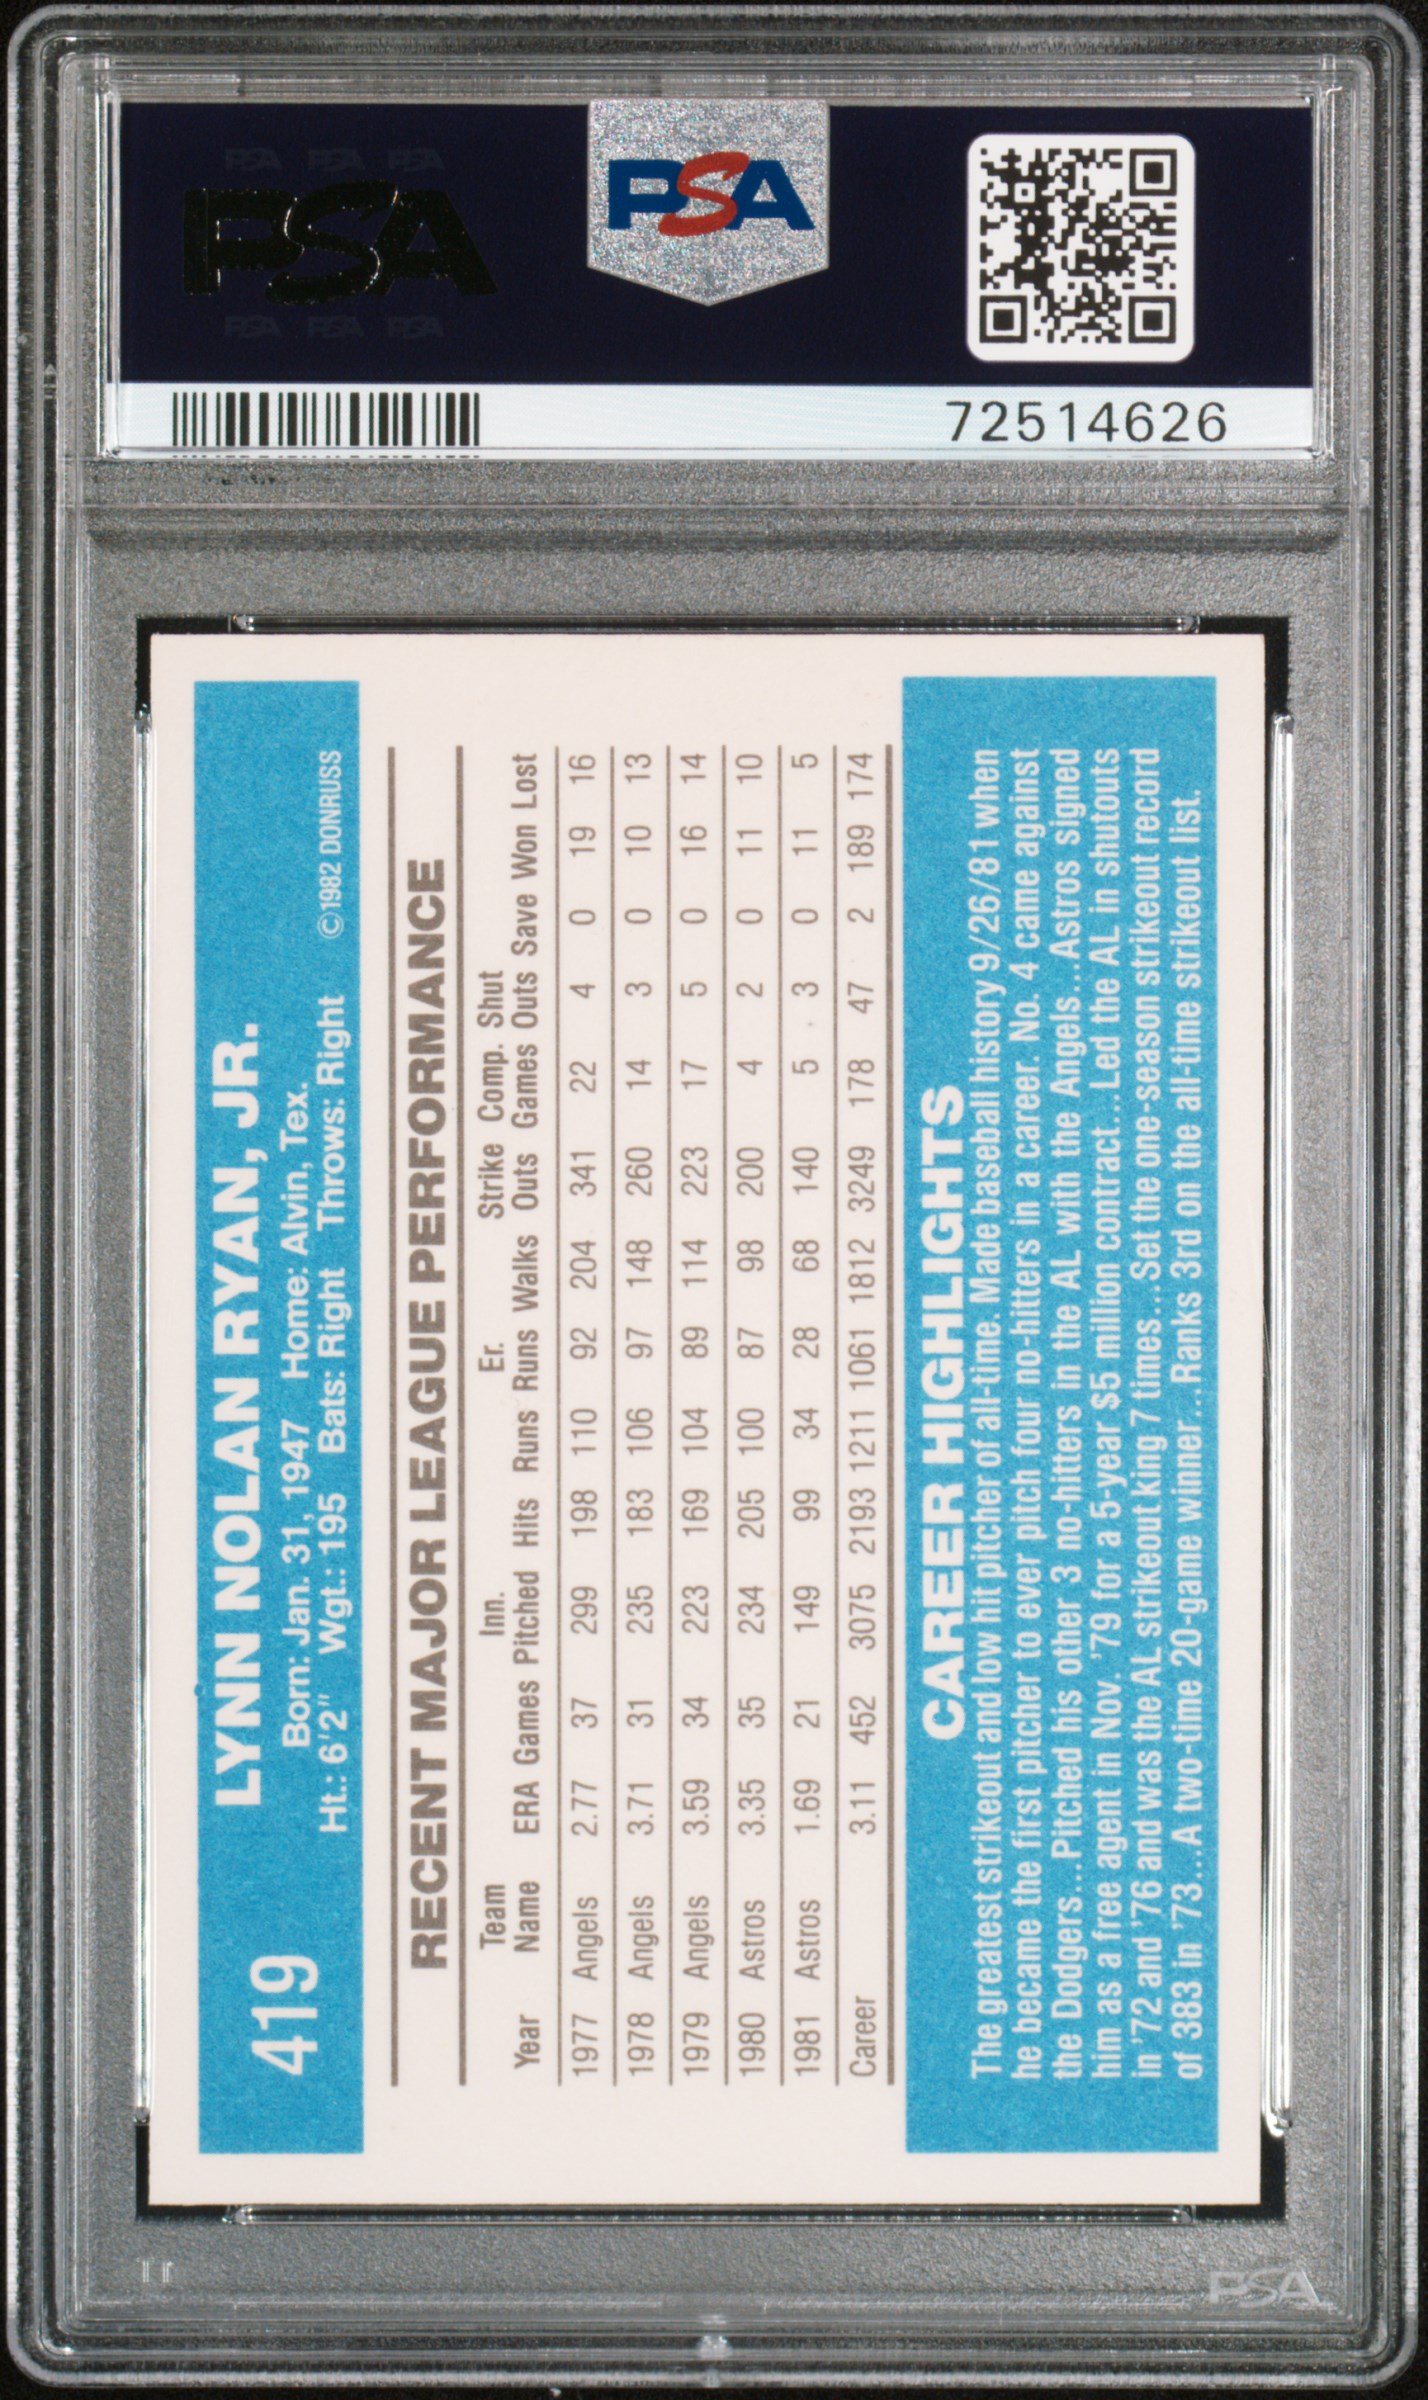 PSA PSA PSA
PSA
PSA PSA PSA
PSA
72514626
419
LYNN NOLAN RYAN, JR.
Born: Jan. 31, 1947 Home: Alvin, Tex.
Ht.: 6'2" Wgt.: 195 Bats: Right Throws: Right ©1982 DONRUSS
RECENT MAJOR LEAGUE PERFORMANCE
Team Inn. Er. Strike Comp. Shut
Year Name ERA Games Pitched Hits Runs Runs Walks Outs Games Outs Save Won Lost
1977 Angels 2.77 37 299 198 110 92 204 341 22 4 0 19 16
1978 Angels 3.71 31 235 183 106 97 148 260 14 3 0 10 13
1979 Angels 3.59 34 223 169 104 89 114 223 17 5 0 16 14
1980 Astros 3.35 35 234 205 100 87 98 200 4 2 0 11 10
1981 Astros 1.69 21 149 99 34 28 68 140 5 3 0 11 5
Career 3.11 452 3075 2193 1211 1061 1812 3249 178 47 2 189 174
CAREER HIGHLIGHTS
The greatest strikeout and low hit pitcher of all-time. Made baseball history 9/26/81 when
he became the first pitcher to ever pitch four no-hitters in a career. No. 4 came against
the Dodgers...Pitched his other 3 no-hitters in the AL with the Angels...Astros signed
him as a free agent in Nov. '79 for a 5-year $5 million contract...Led the AL in shutouts
in '72 and '76 and was the AL strikeout king 7 times...Set the one-season strikeout record
of 383 in '73...A two-time 20-game winner...Ranks 3rd on the all-time strikeout list.
PSA